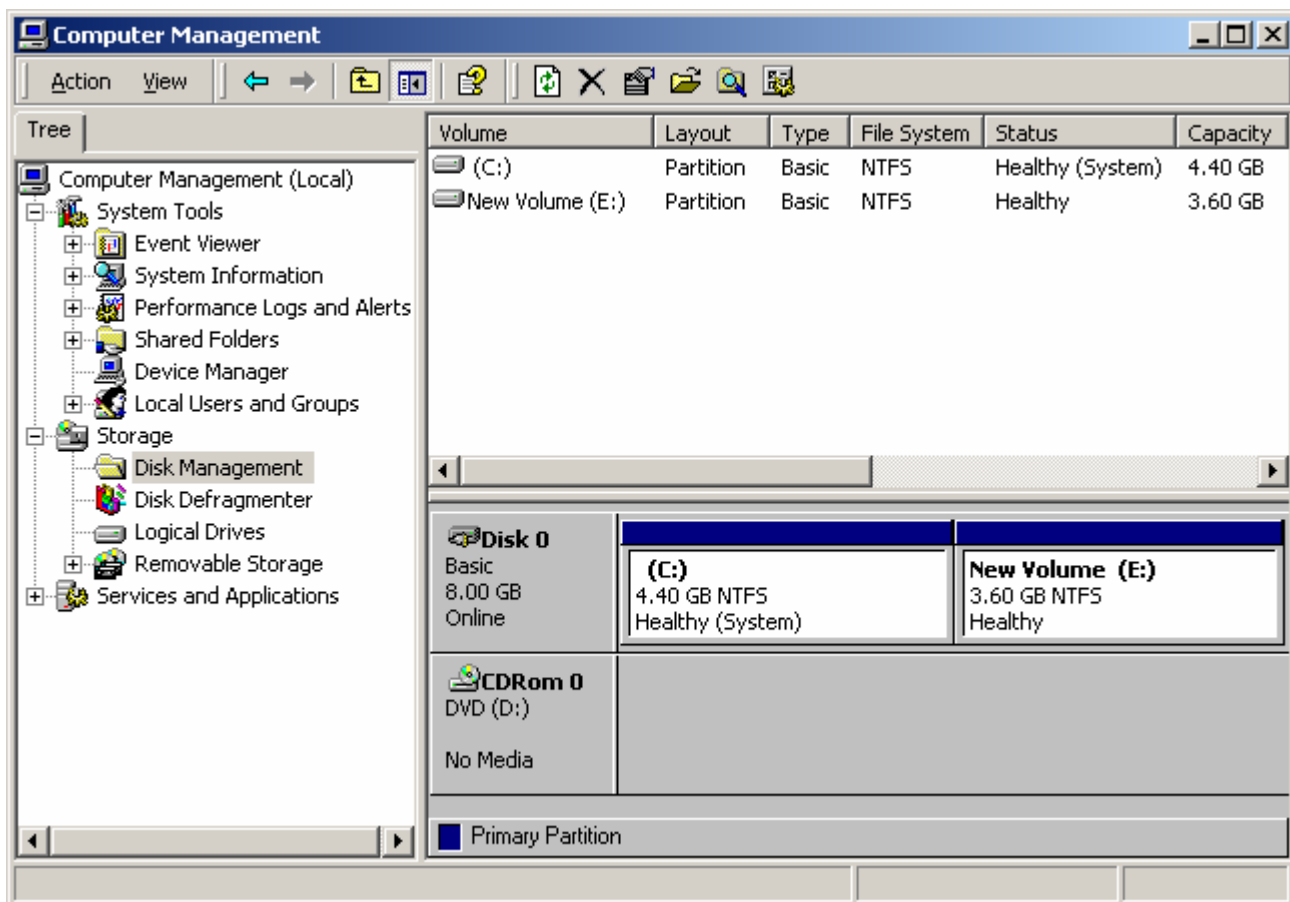 Computer Management
Action View
Tree
Computer Management (Local)
System Tools
Event Viewer
System Information
Performance Logs and Alerts
Shared Folders
Device Manager
Local Users and Groups
Storage
Disk Management
Disk Defragmenter
Logical Drives
Removable Storage
Services and Applications
Volume Layout Type File System Status Capacity
(C:) Partition Basic NTFS Healthy (System) 4.40 GB
New Volume (E:) Partition Basic NTFS Healthy 3.60 GB
Disk 0
Basic
8.00 GB
Online
(C:)
4.40 GB NTFS
Healthy (System)
New Volume (E:)
3.60 GB NTFS
Healthy
CDRom 0
DVD (D:)
No Media
Primary Partition